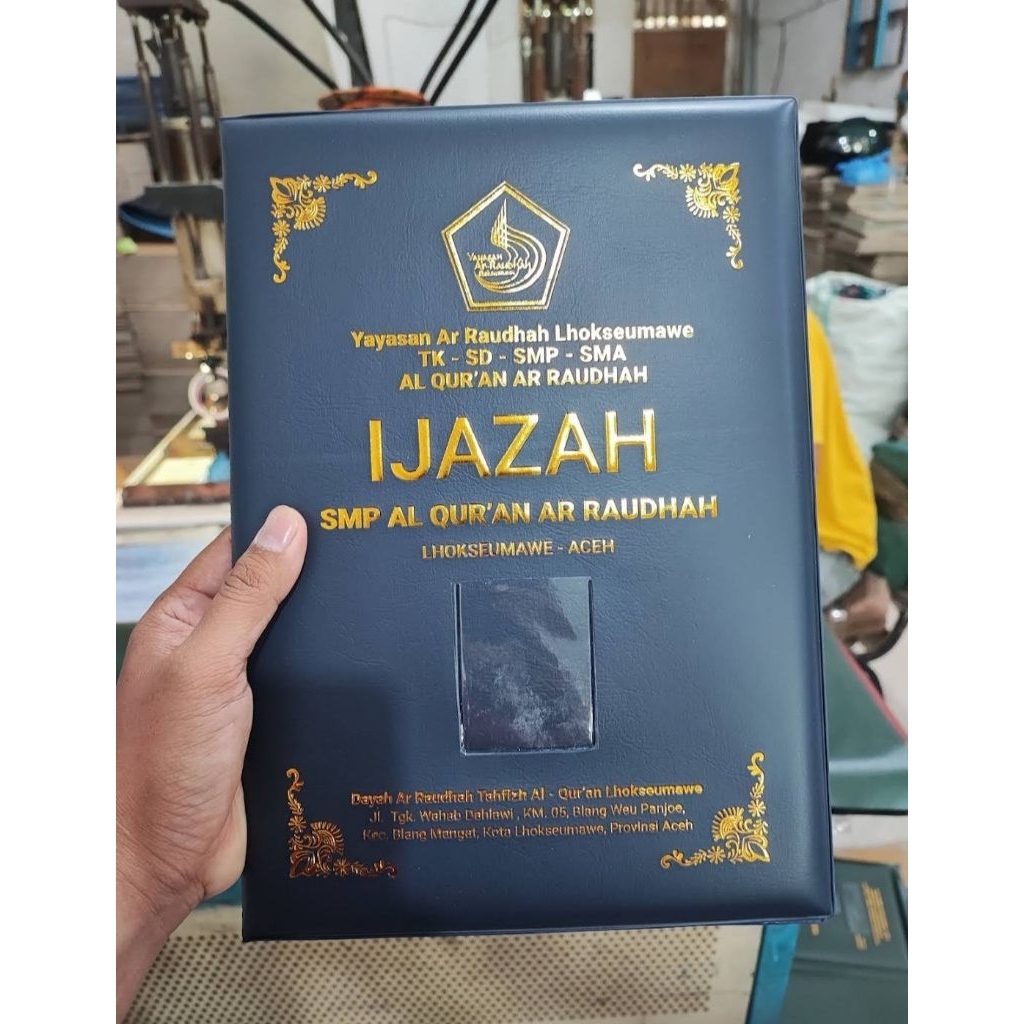 Yayasan
Ar-Raudhah
Yayasan Ar Raudhah Lhokseumawe
TK - SD - SMP - SMA
AL QUR'AN AR RAUDHAH
IJAZAH
SMP AL QUR'AN AR RAUDHAH
LHOKSEUMAWE - ACEH
Dayah Ar Raudhah Tahfizh Al - Qur'an Lhokseumawe
Jl. Tgk. Wahab Dahlawi, KM. 05, Blang Weu Panjoe,
Kec. Blang Mangat, Kota Lhokseumawe, Provinsi Aceh